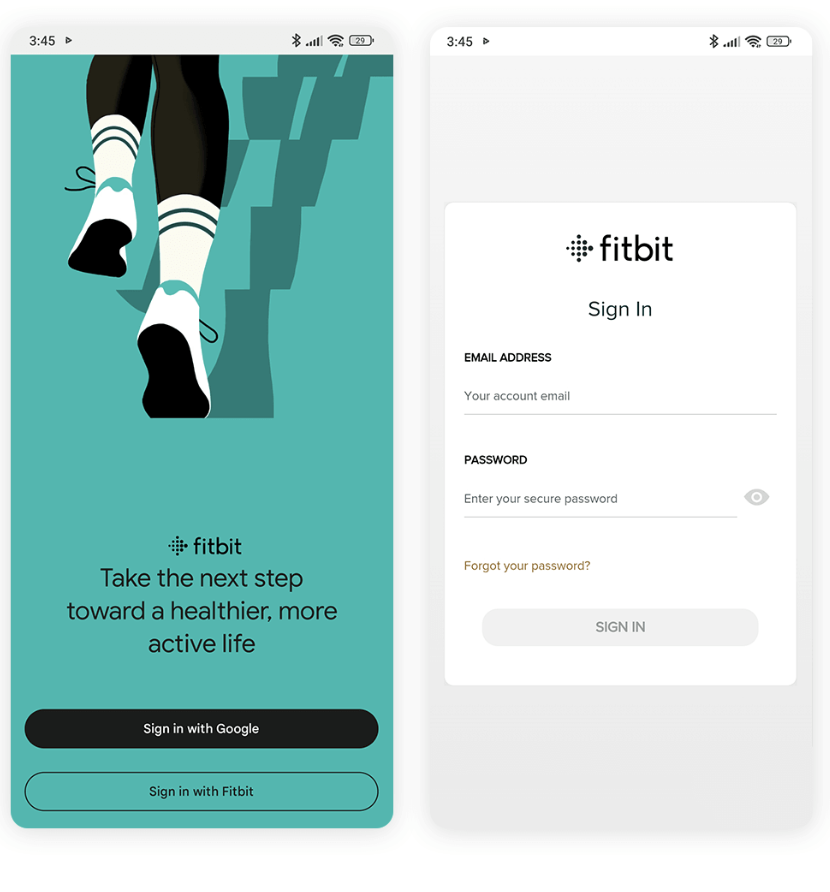 3:45
29
fitbit
Take the next step
toward a healthier, more
active life
Sign in with Google
Sign in with Fitbit
3:45
29
fitbit
Sign In
EMAIL ADDRESS
Your account email
PASSWORD
Enter your secure password
Forgot your password?
SIGN IN